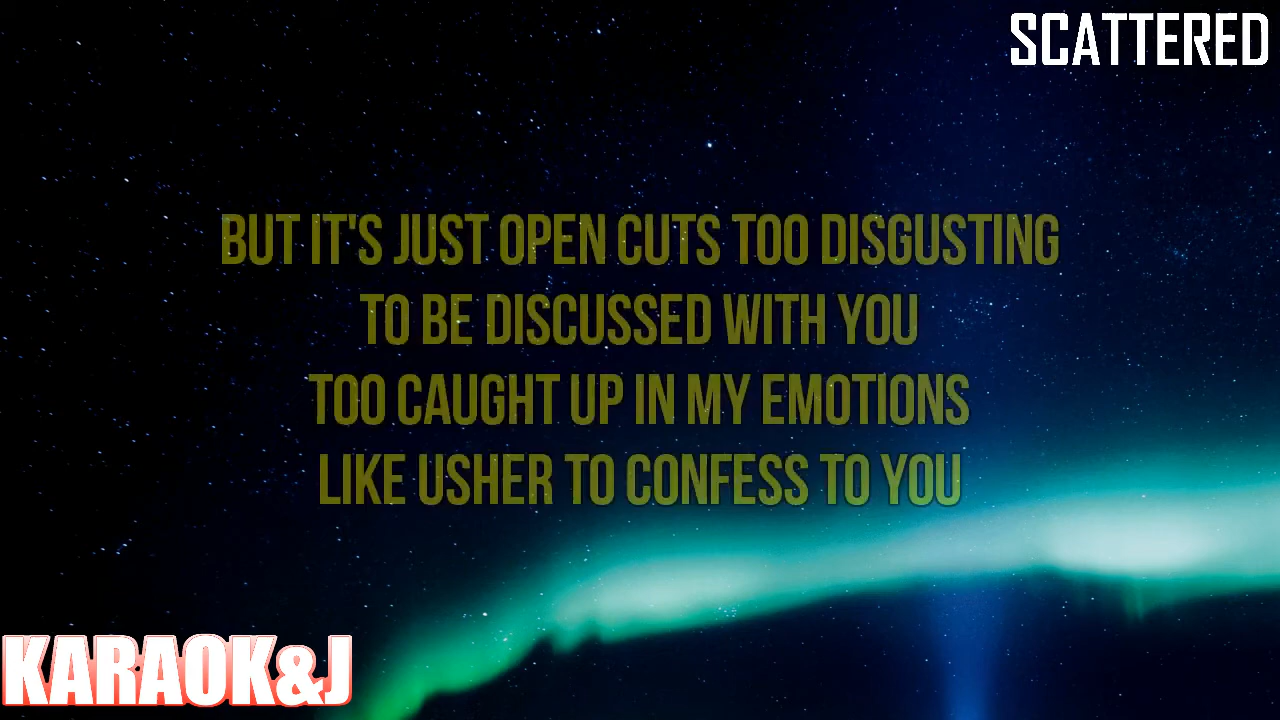 SCATTERED
BUT IT'S JUST OPEN CUTS TOO DISGUSTING
TO BE DISCUSSED WITH YOU
TOO CAUGHT UP IN MY EMOTIONS
LIKE USHER TO CONFESS TO YOU
KARAOK&J